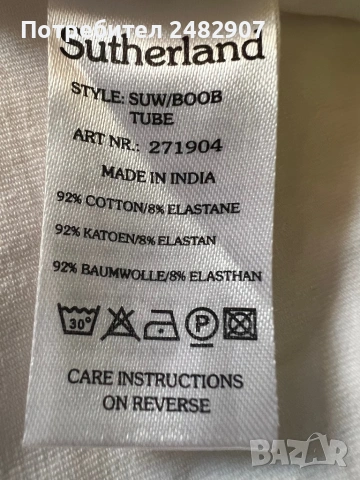 Потребител 2482907
Sutherland
STYLE: SUW/BOOB
TUBE
ART NR.: 271904
MADE IN INDIA
92% COTTON/8% ELASTANE
92% KATOEN/8% ELASTAN
92% BAUMWOLLE/8% ELASTHAN
30° P
CARE INSTRUCTIONS
ON REVERSE
BAZAR